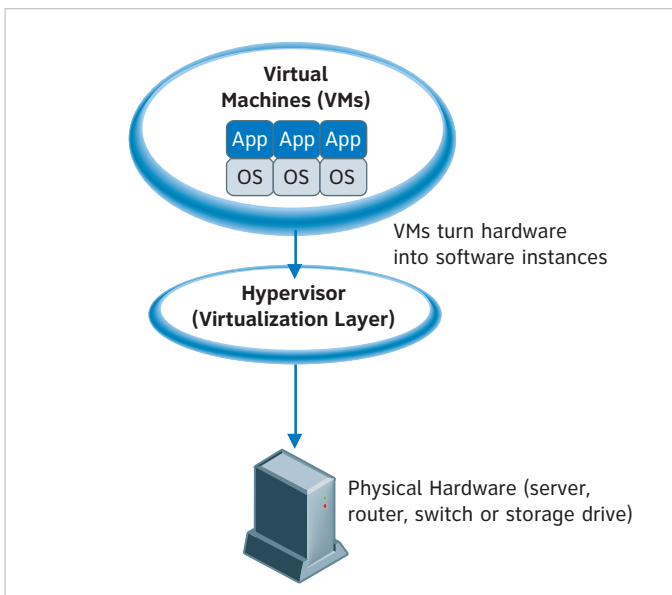 Virtual
Machines (VMs)
App App App
OS OS OS
VMs turn hardware
into software instances
Hypervisor
(Virtualization Layer)
Physical Hardware (server,
router, switch or storage drive)